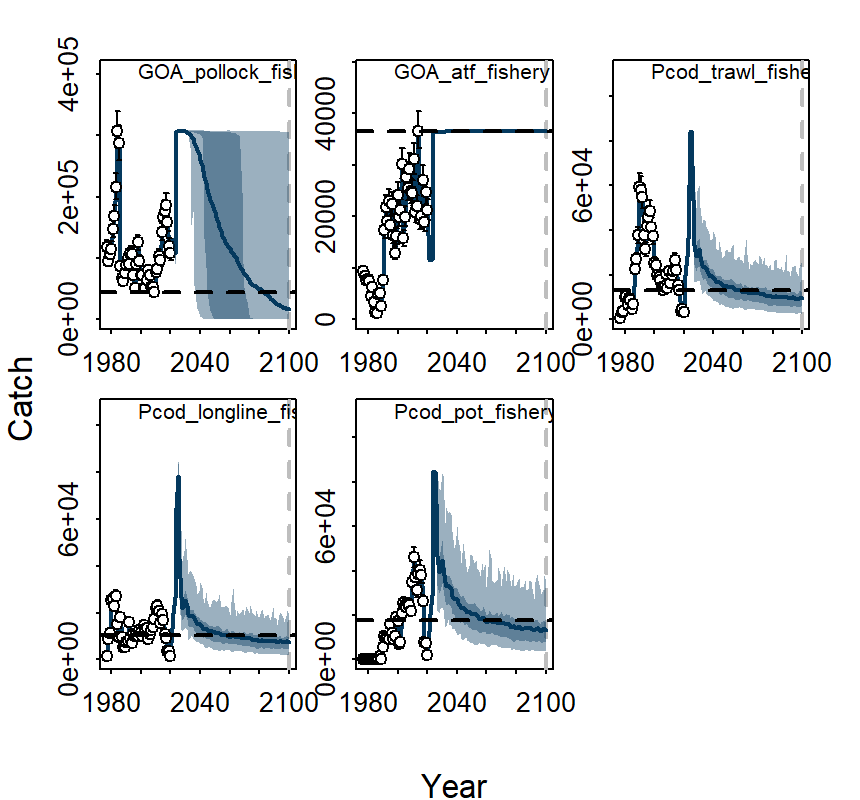 GOA_pollock_fish
GOA_atf_fishery
Pcod_trawl_fishe
4e+05
2e+05
0e+00
40000
20000
0
6e+04
0e+00
1980 2040 2100
1980 2040 2100
1980 2040 2100
Catch
Pcod_longline_fis
Pcod_pot_fishery
6e+04
0e+00
6e+04
0e+00
1980 2040 2100
1980 2040 2100
Year